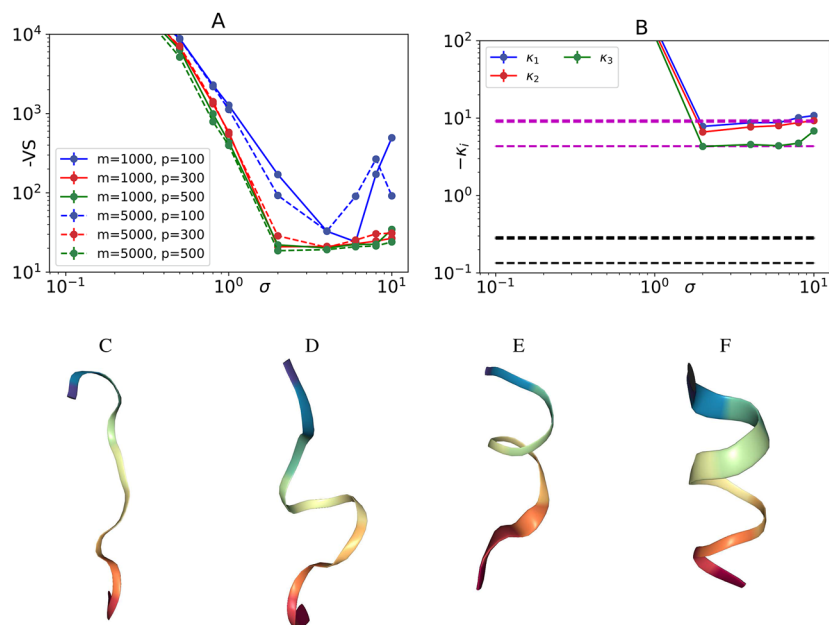 A
-VS
10^4
10^3
10^2
10^1
m=1000, p=100
m=1000, p=300
m=1000, p=500
m=5000, p=100
m=5000, p=300
m=5000, p=500
10^-1
10^0
σ
10^1
B
-κ_i
10^2
10^1
10^0
10^-1
κ_1
κ_2
κ_3
10^-1
10^0
σ
10^1
C
D
E
F